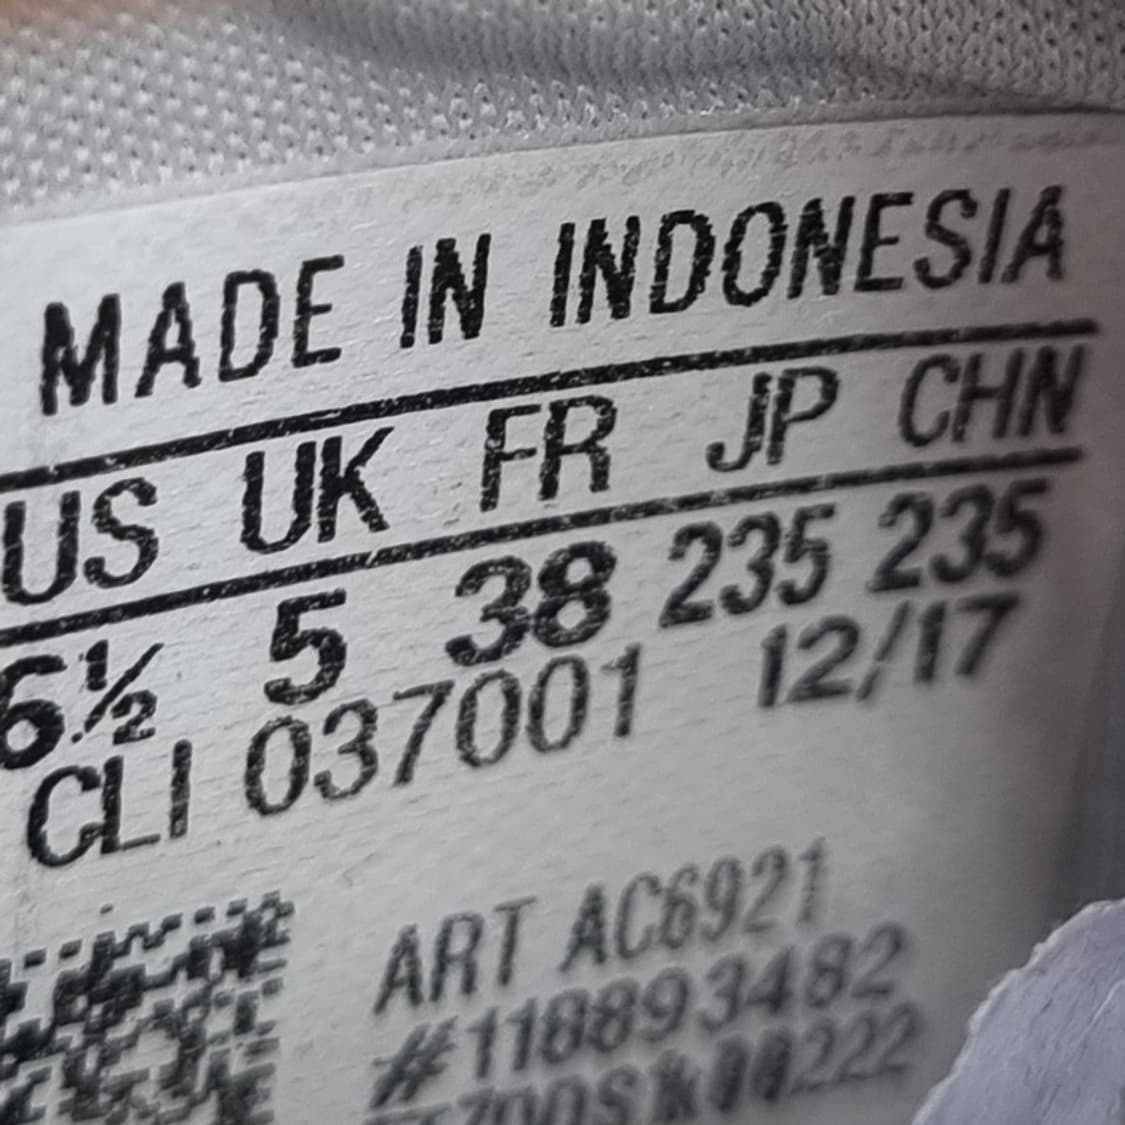 MADE IN INDONESIA
US UK FR JP CHN
6½ 5 38 235 235
CLI 037001 12/17
ART AC6921
#118893482